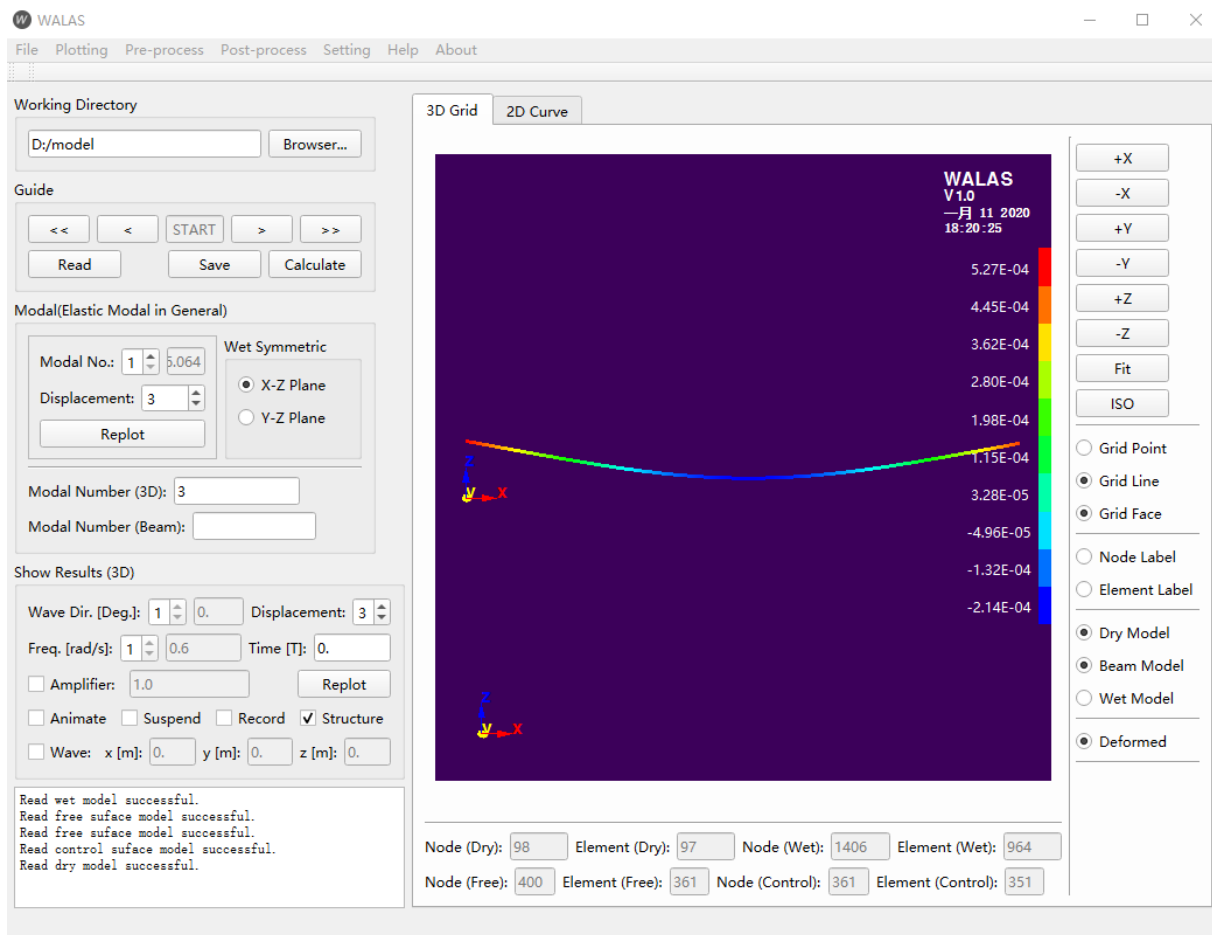 WALAS
File Plotting Pre-process Post-process Setting Help About
Working Directory
D:/model Browser...
Guide
<< < START > >>
Read Save Calculate
Modal(Elastic Modal in General)
Modal No.: 1 5.064
Displacement: 3
Replot
Wet Symmetric
X-Z Plane
Y-Z Plane
Modal Number (3D): 3
Modal Number (Beam):
Show Results (3D)
Wave Dir. [Deg.]: 1 0. Displacement: 3
Freq. [rad/s]: 1 0.6 Time [T]: 0.
Amplifier: 1.0 Replot
Animate Suspend Record Structure
Wave: x [m]: 0. y [m]: 0. z [m]: 0.
Read wet model successful.
Read free suface model successful.
Read free suface model successful.
Read control suface model successful.
Read dry model successful.
3D Grid 2D Curve
WALAS
V 1.0
一月 11 2020
18:20:25
5.27E-04
4.45E-04
3.62E-04
2.80E-04
1.98E-04
1.15E-04
3.28E-05
-4.96E-05
-1.32E-04
-2.14E-04
Z
Y X
Z
Y X
Node (Dry): 98 Element (Dry): 97 Node (Wet): 1406 Element (Wet): 964
Node (Free): 400 Element (Free): 361 Node (Control): 361 Element (Control): 351
+X
-X
+Y
-Y
+Z
-Z
Fit
ISO
Grid Point
Grid Line
Grid Face
Node Label
Element Label
Dry Model
Beam Model
Wet Model
Deformed